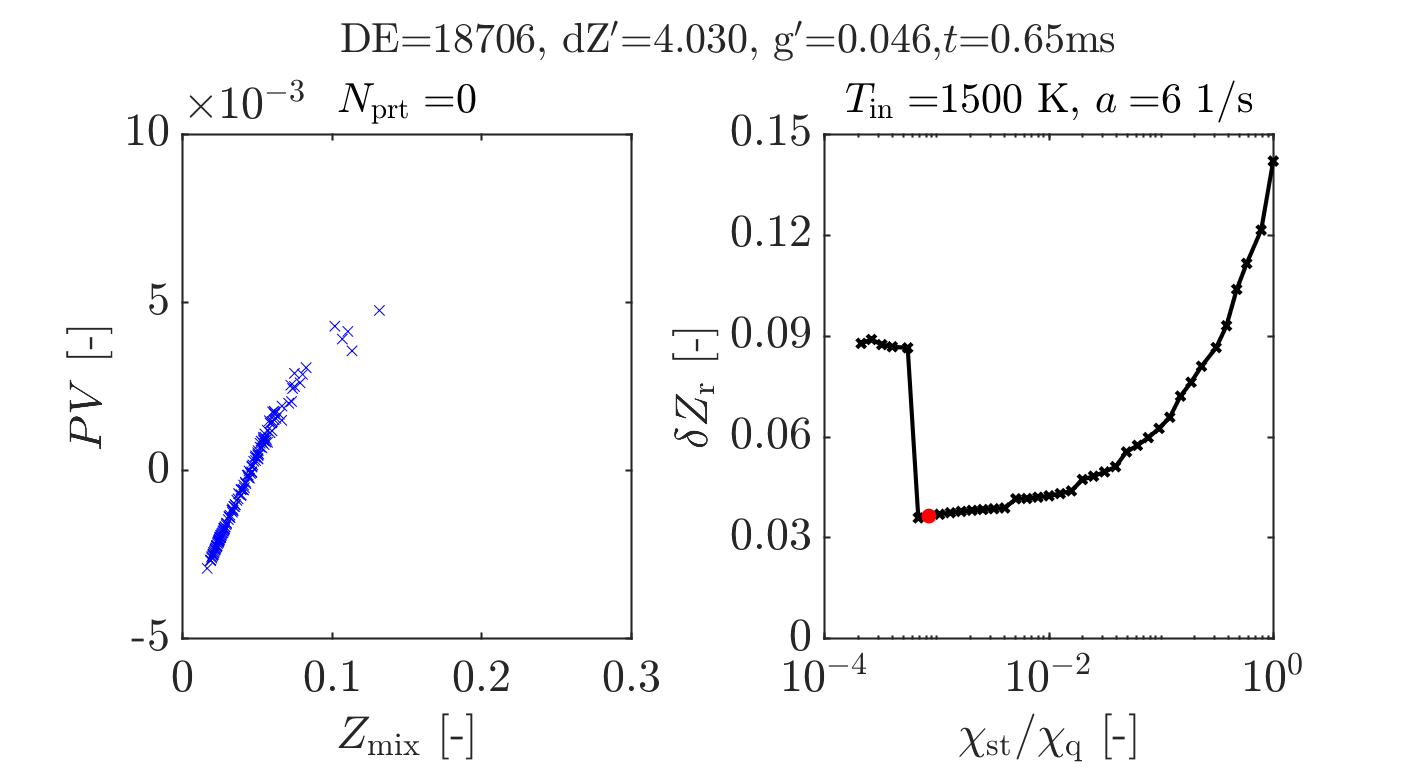 DE=18706, dZ′=4.030, g′=0.046,t=0.65ms
×10⁻³ N_prt =0
10
5
0
-5
0 0.1 0.2 0.3
PV [-]
Z_mix [-]
T_in =1500 K, a =6 1/s
0.15
0.12
0.09
0.06
0.03
0
10⁻⁴ 10⁻² 10⁰
δZ_r [-]
χ_st/χ_q [-]